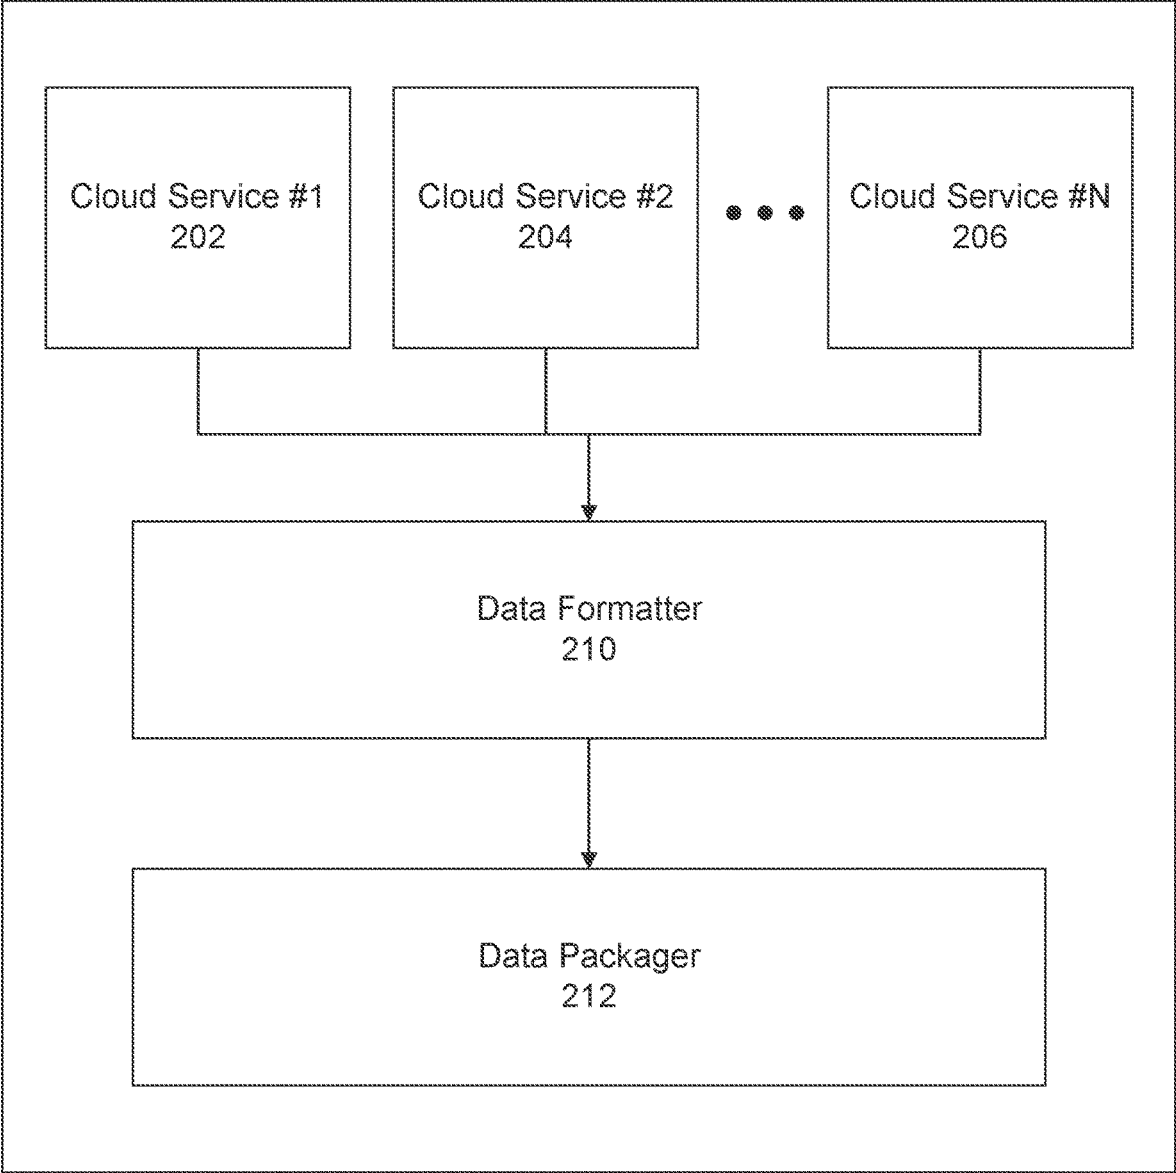 Cloud Service #1
202
Cloud Service #2
204
Cloud Service #N
206
Data Formatter
210
Data Packager
212